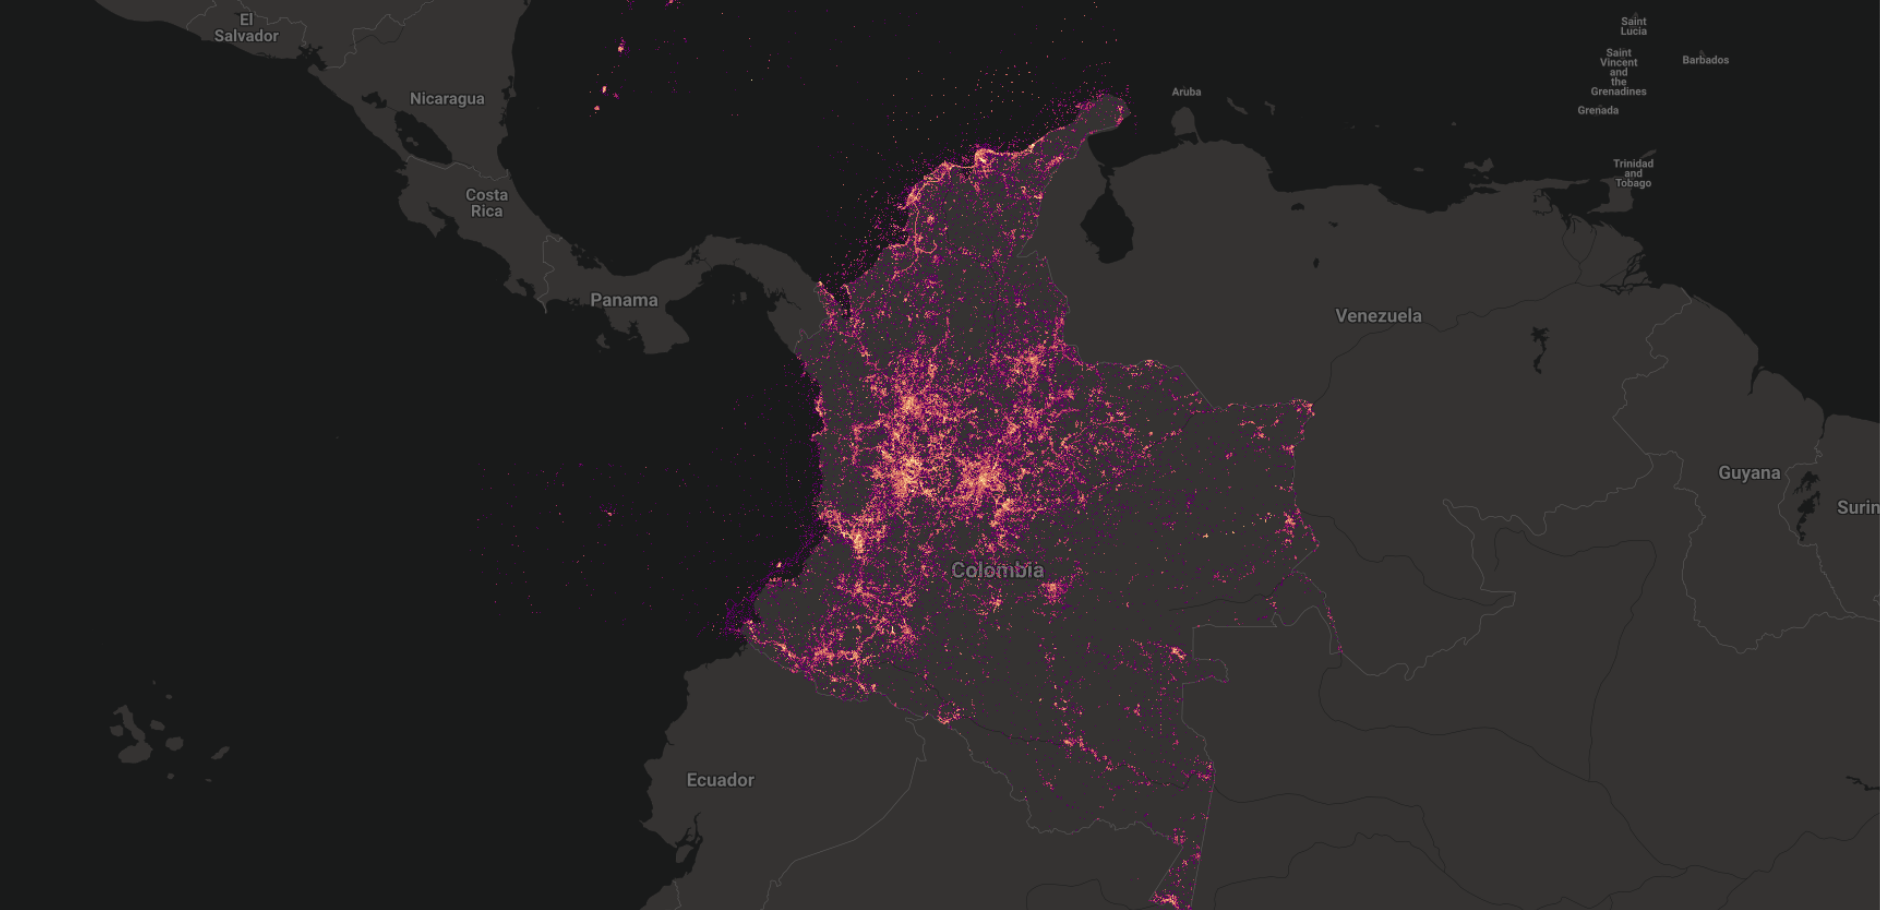 El
Salvador
Nicaragua
Costa
Rica
Panama
Aruba
Saint
Lucia
Saint
Vincent
and
the
Grenadines
Barbados
Grenada
Trinidad
and
Tobago
Venezuela
Guyana
Surin
Colombia
Ecuador